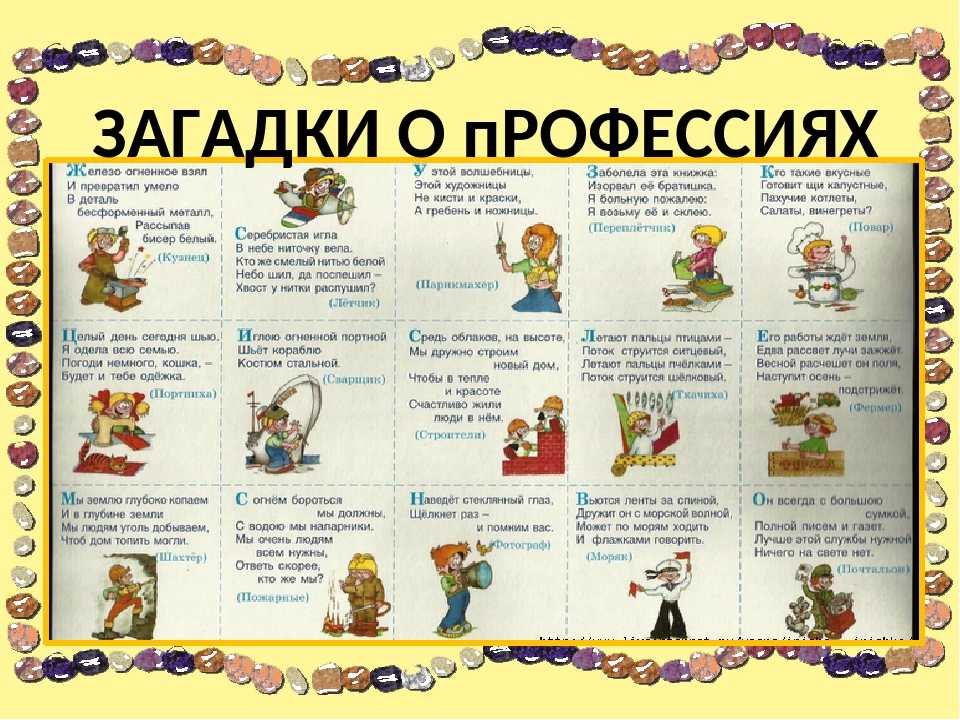 ЗАГАДКИ О пРОФЕССИЯХ
Железо огненное взял
И превратил умело
В деталь
бесформенный металл,
Рассыпав
бисер белый.
(Кузнец)
Серебристая игла
В небе ниточку вела.
Кто же смелый нитью белой
Небо шил, да поспешил –
Хвост у нитки распушил?
(Лётчик)
У этой волшебницы,
Этой художницы
Не кисти и краски,
А гребень и ножницы.
(Парикмахер)
Заболела эта книжка:
Изорвал её братишка.
Я больную пожалею:
Я возьму её и склею.
(Переплётчик)
Кто такие вкусные
Готовит щи капустные,
Пахучие котлеты,
Салаты, винегреты?
(Повар)
Целый день сегодня шью.
Я одела всю семью.
Погоди немного, кошка, –
Будет и тебе одёжка.
(Портниха)
Иглою огненной портной
Шьёт кораблю
Костюм стальной.
(Сварщик)
Средь облаков, на высоте,
Мы дружно строим
новый дом,
Чтобы в тепле
и красоте
Счастливо жили
люди в нём.
(Строители)
Летают пальцы птицами –
Поток струится ситцевый,
Летают пальцы пчёлками –
Поток струится шёлковый.
(Ткачиха)
Его работы ждёт земля,
Едва рассвет лучи зажжёт.
Весной расчешет он поля,
Наступит осень –
подстрижёт.
(Фермер)
Мы землю глубоко копаем
И в глубине земли
Мы людям уголь добываем,
Чтоб дом топить могли.
(Шахтёр)
С огнём бороться
мы должны,
С водою мы напарники.
Мы очень людям
всем нужны,
Ответь скорее,
кто же мы?
(Пожарные)
Наведёт стеклянный глаз,
Щёлкнет раз –
и помним вас.
(Фотограф)
Вьются ленты за спиной,
Дружит он с морской волной,
Может по морям ходить
И флажками говорить.
(Моряк)
Он всегда с большою
сумкой,
Полной писем и газет.
Лучше этой службы нужной
Ничего на свете нет.
(Почтальон)